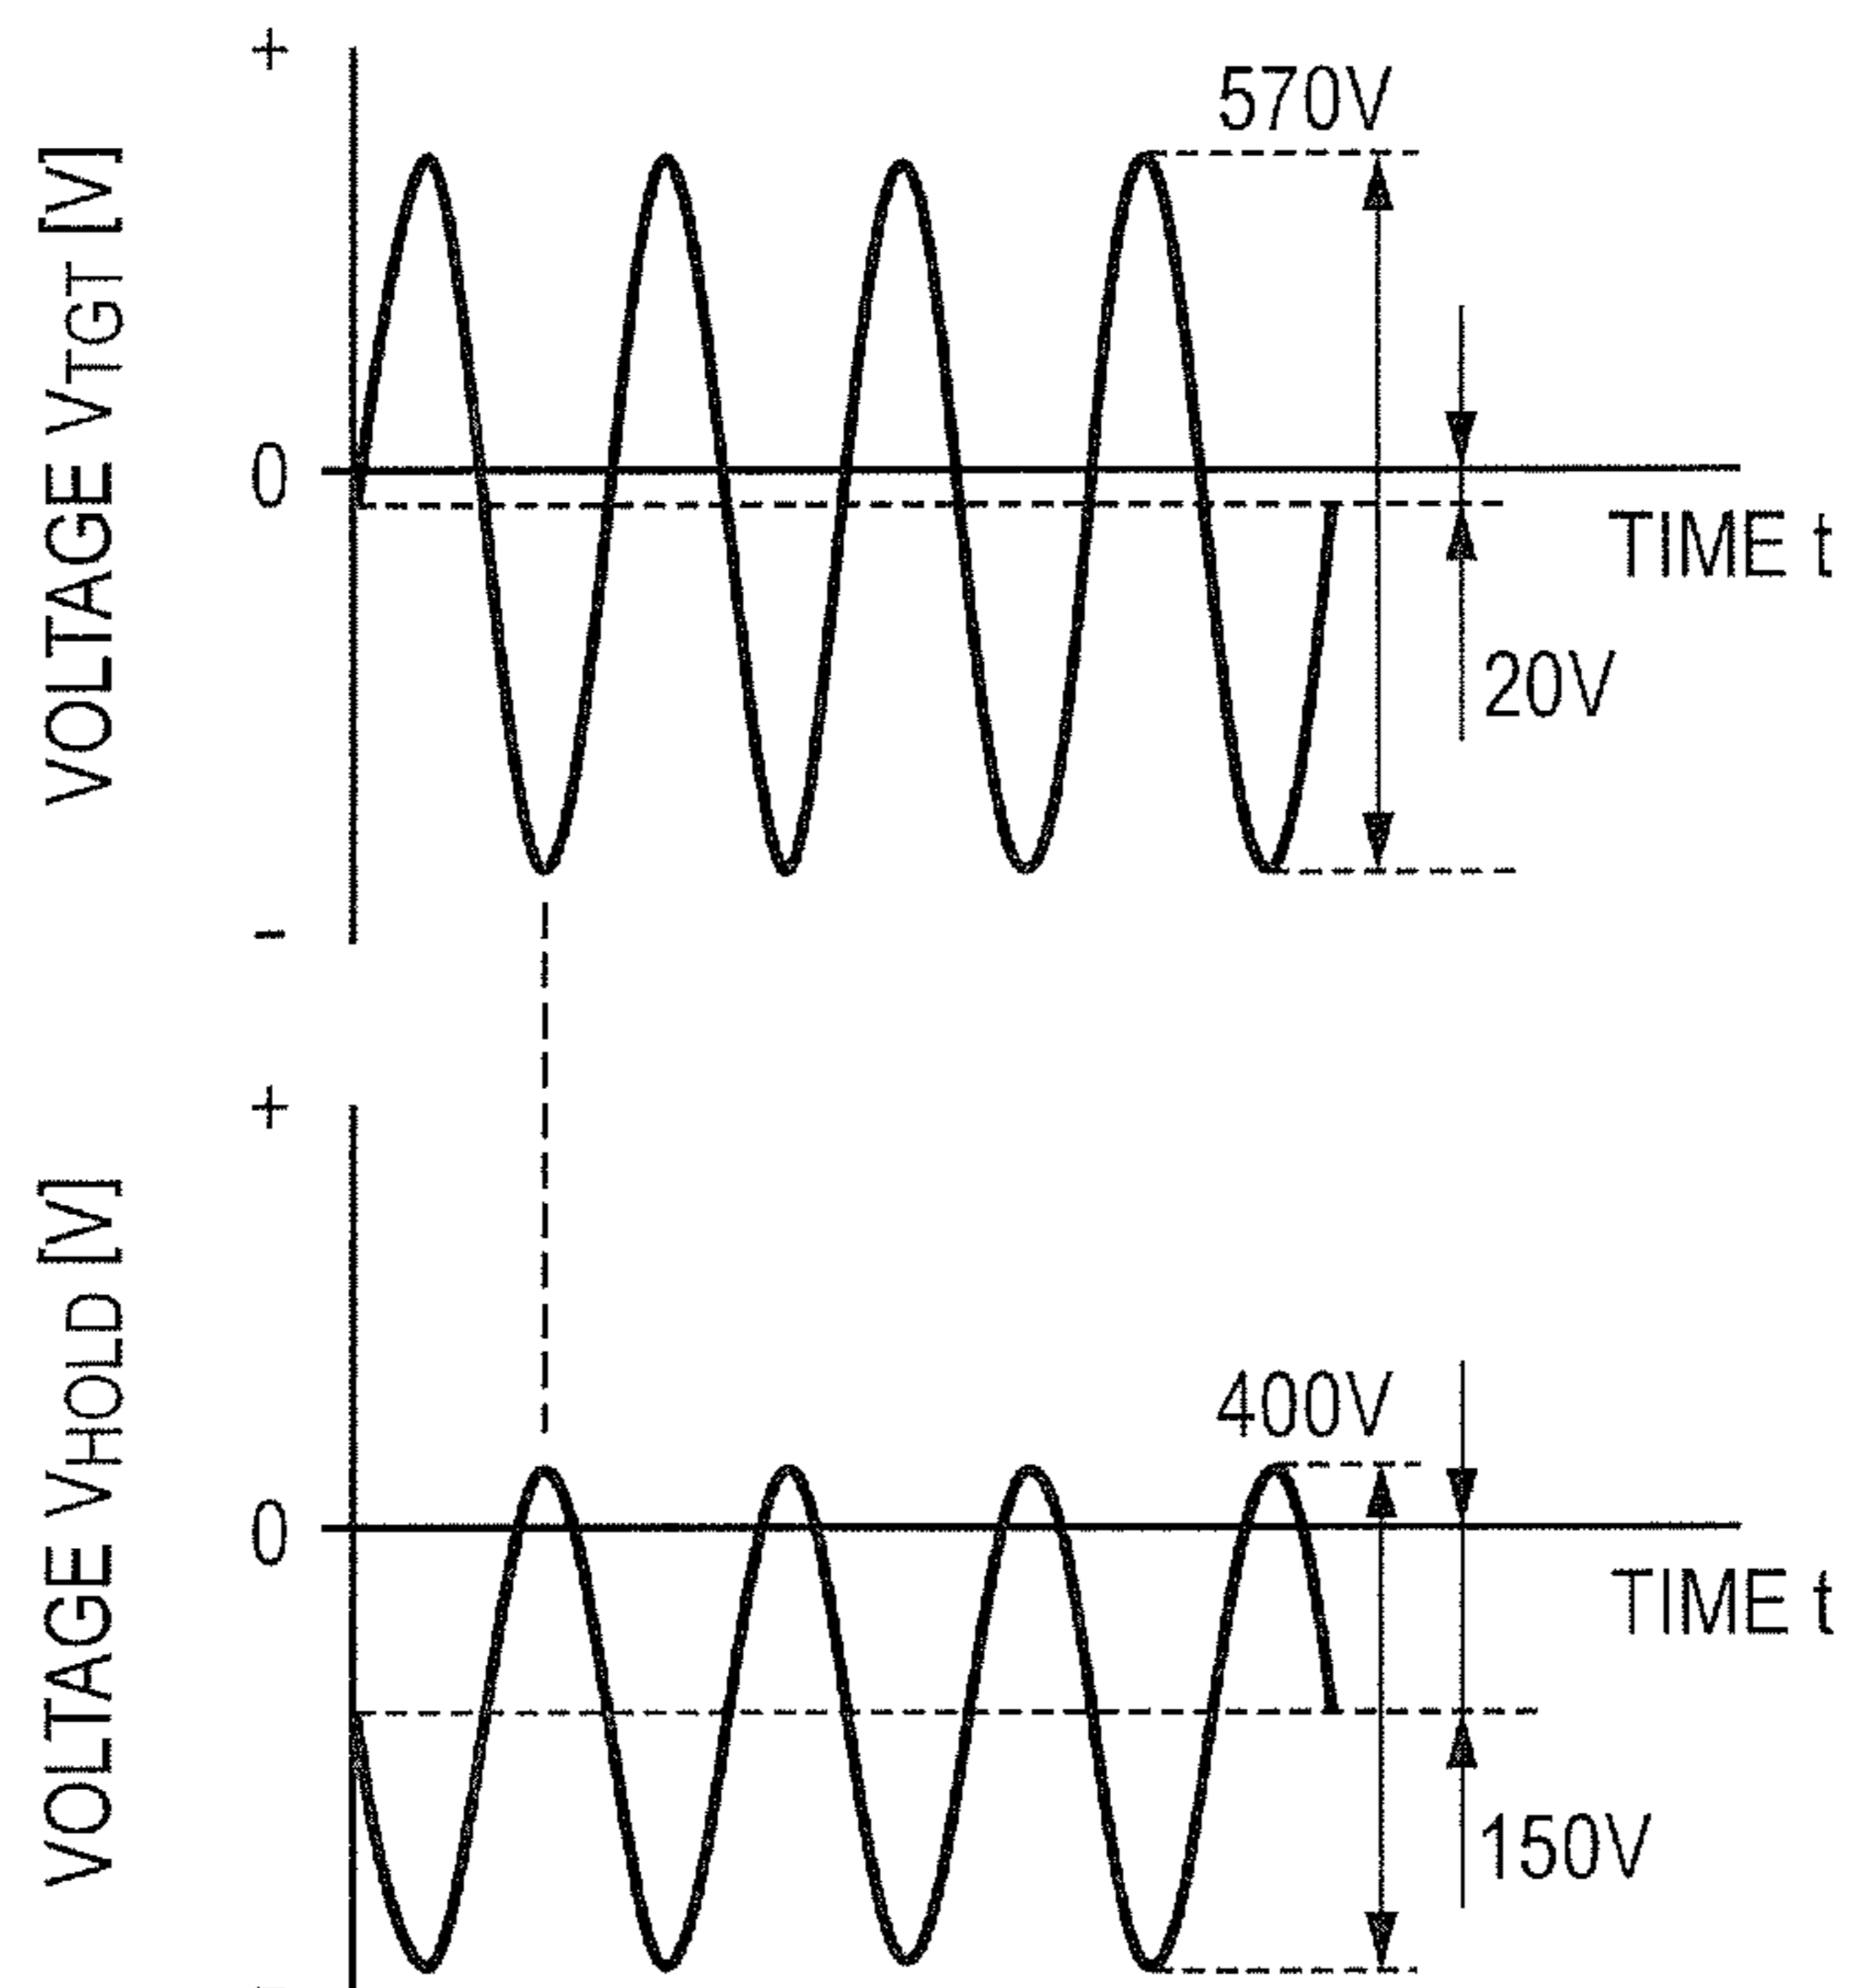 +
570V
VOLTAGE VTGT [V]
0
TIME t
20V
-
+
VOLTAGE VHOLD [V]
400V
0
TIME t
150V